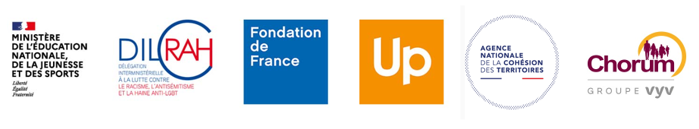 MINISTÈRE
DE L'ÉDUCATION
NATIONALE,
DE LA JEUNESSE
ET DES SPORTS
Liberté
Égalité
Fraternité
DILCRAH
DÉLÉGATION
INTERMINISTÉRIELLE
À LA LUTTE CONTRE
LE RACISME, L'ANTISÉMITISME
ET LA HAINE ANTI-LGBT
Fondation
de
France
Up
AGENCE
NATIONALE
DE LA COHÉSION
DES TERRITOIRES
Chorum
GROUPE vyv